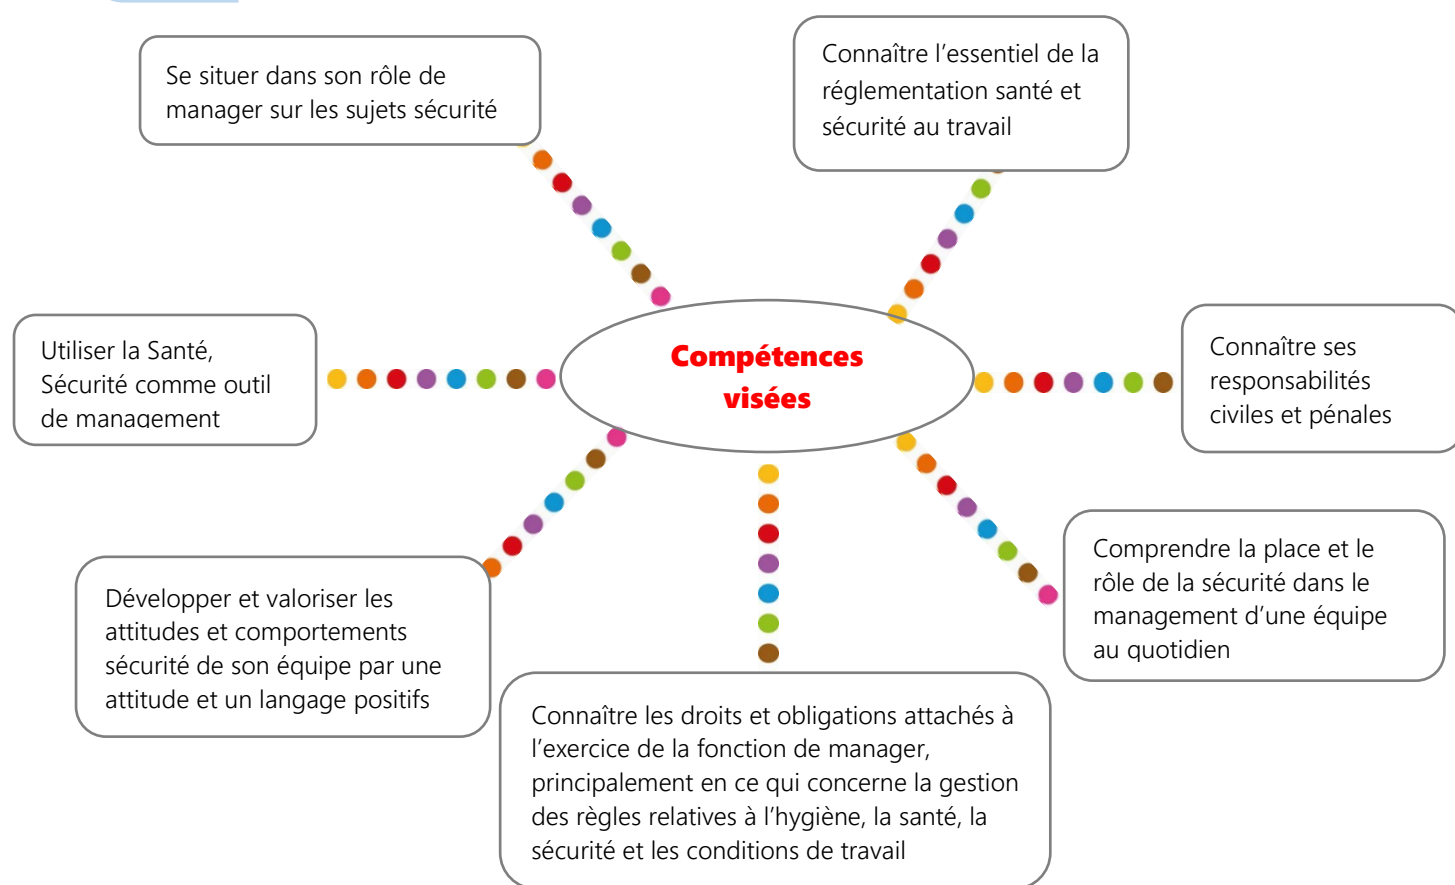 Se situer dans son rôle de
manager sur les sujets sécurité
Connaître l’essentiel de la
réglementation santé et
sécurité au travail
Utiliser la Santé,
Sécurité comme outil
de management
Compétences
visées
Connaître ses
responsabilités
civiles et pénales
Développer et valoriser les
attitudes et comportements
sécurité de son équipe par une
attitude et un langage positifs
Comprendre la place et le
rôle de la sécurité dans le
management d’une équipe
au quotidien
Connaître les droits et obligations attachés à
l’exercice de la fonction de manager,
principalement en ce qui concerne la gestion
des règles relatives à l’hygiène, la santé, la
sécurité et les conditions de travail